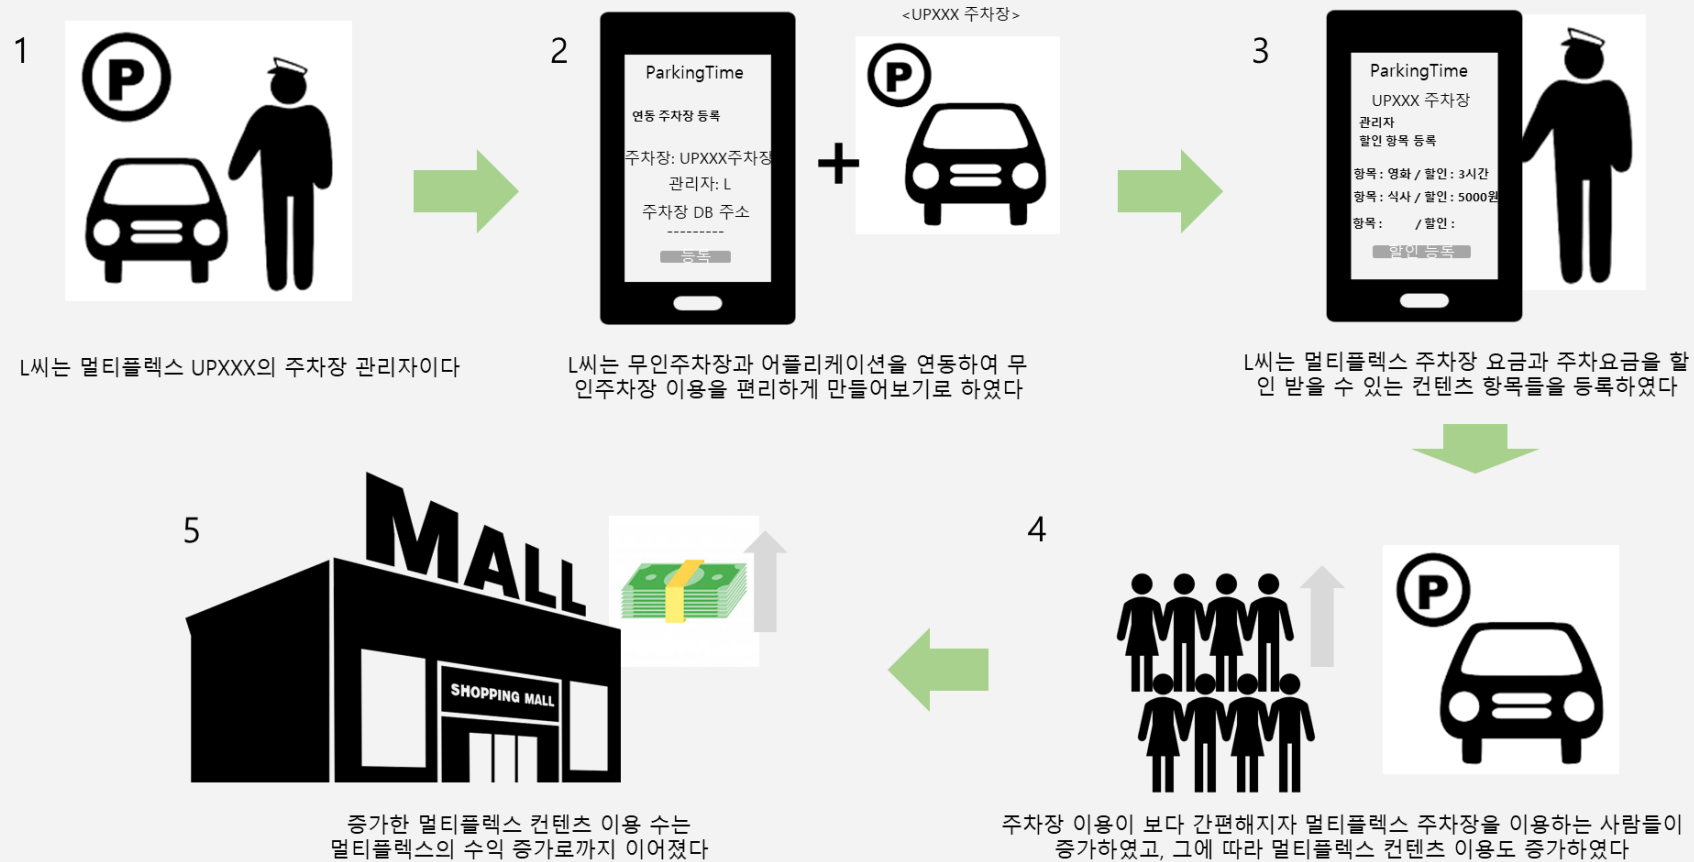 1
P
L씨는 멀티플렉스 UPXXX의 주차장 관리자이다
2
ParkingTime
연동 주차장 등록
주차장: UPXXX주차장
관리자: L
주차장 DB 주소
---------
등록
+
<UPXXX 주차장>
P
L씨는 무인주차장과 어플리케이션을 연동하여 무
인주차장 이용을 편리하게 만들어보기로 하였다
3
ParkingTime
UPXXX 주차장
관리자
할인 항목 등록
항목 : 영화 / 할인 : 3시간
항목 : 식사 / 할인 : 5000원
항목 : / 할인 :
할인 등록
L씨는 멀티플렉스 주차장 요금과 주차요금을 할
인 받을 수 있는 컨텐츠 항목들을 등록하였다
4
P
주차장 이용이 보다 간편해지자 멀티플렉스 주차장을 이용하는 사람들이
증가하였고, 그에 따라 멀티플렉스 컨텐츠 이용도 증가하였다
5
MALL
SHOPPING MALL
증가한 멀티플렉스 컨텐츠 이용 수는
멀티플렉스의 수익 증가로까지 이어졌다